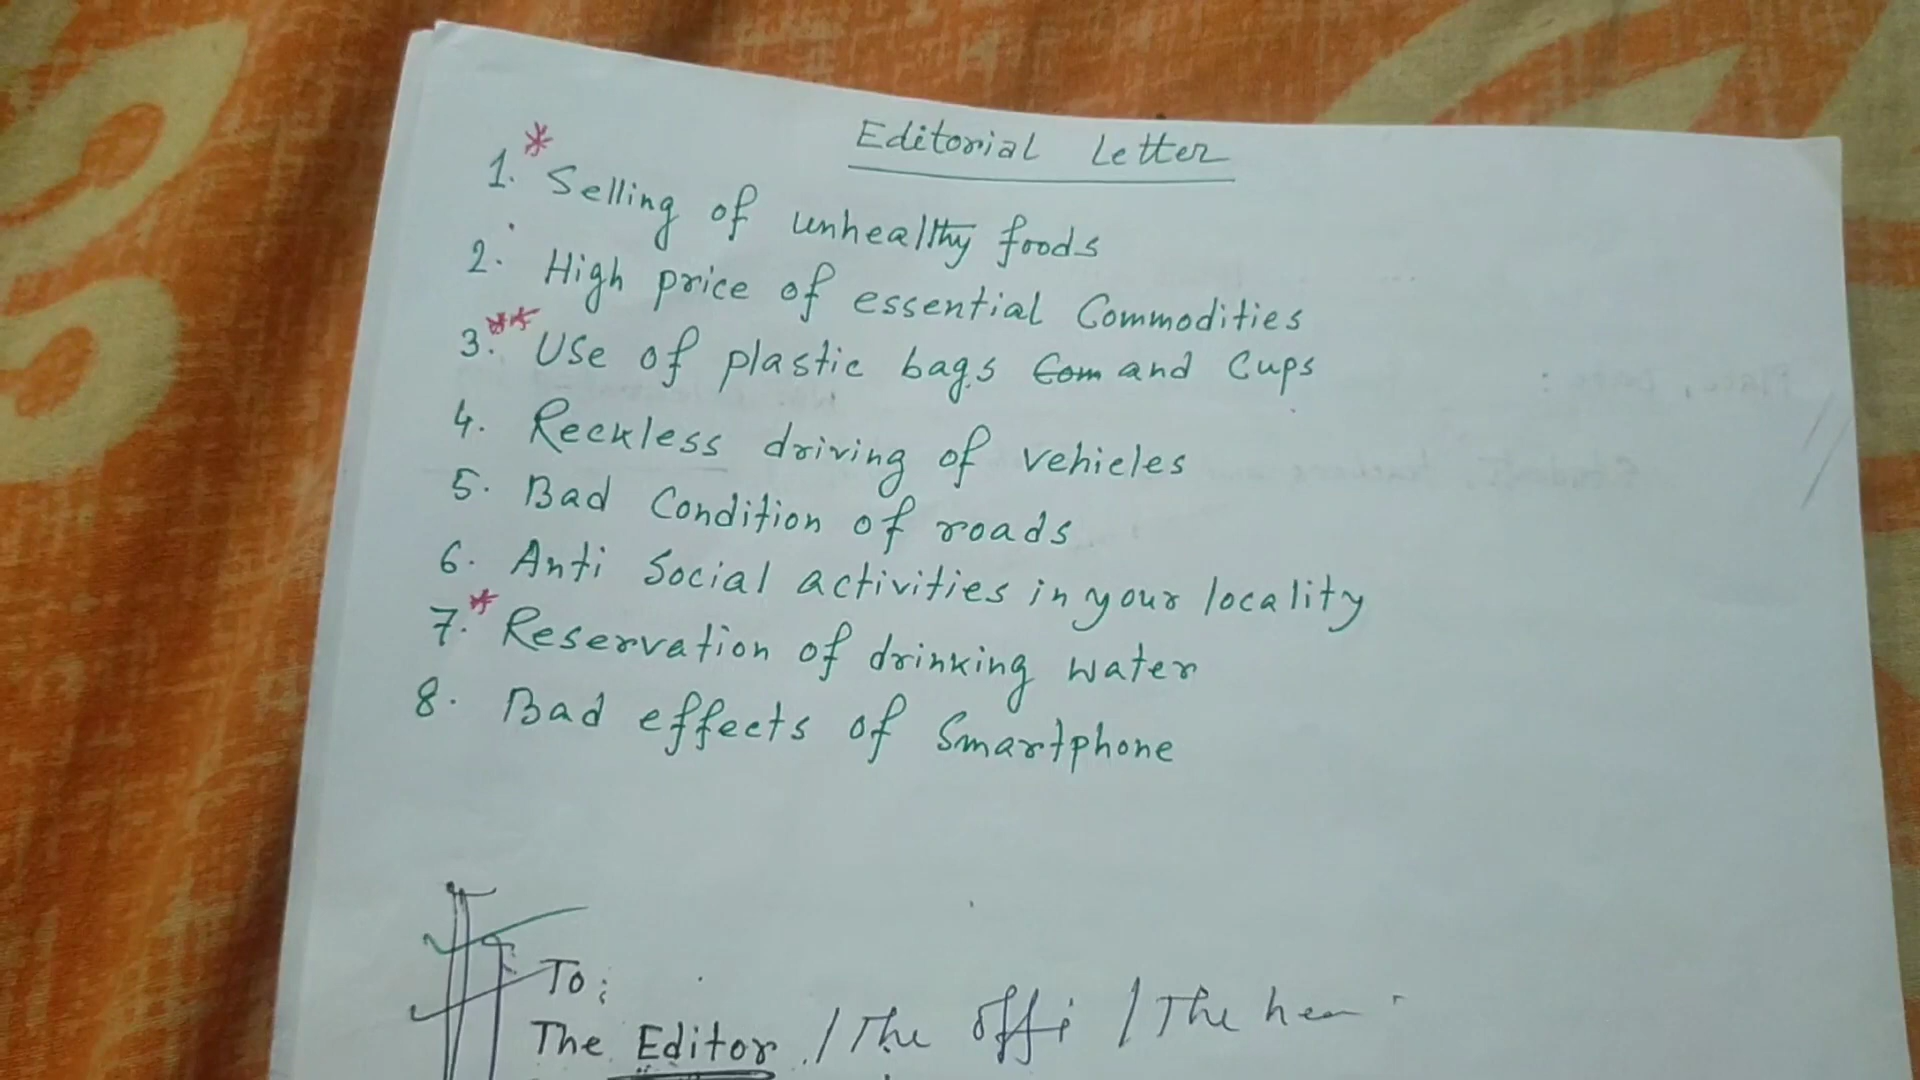 Editorial Letter
1.* Selling of unhealthy foods
2. High price of essential Commodities
3.** Use of plastic bags and Cups
4. Reckless driving of vehicles
5. Bad Condition of roads
6. Anti Social activities in your locality
7.* Reservation of drinking water
8. Bad effects of Smartphone
To:
The Editor / The offi / The hea